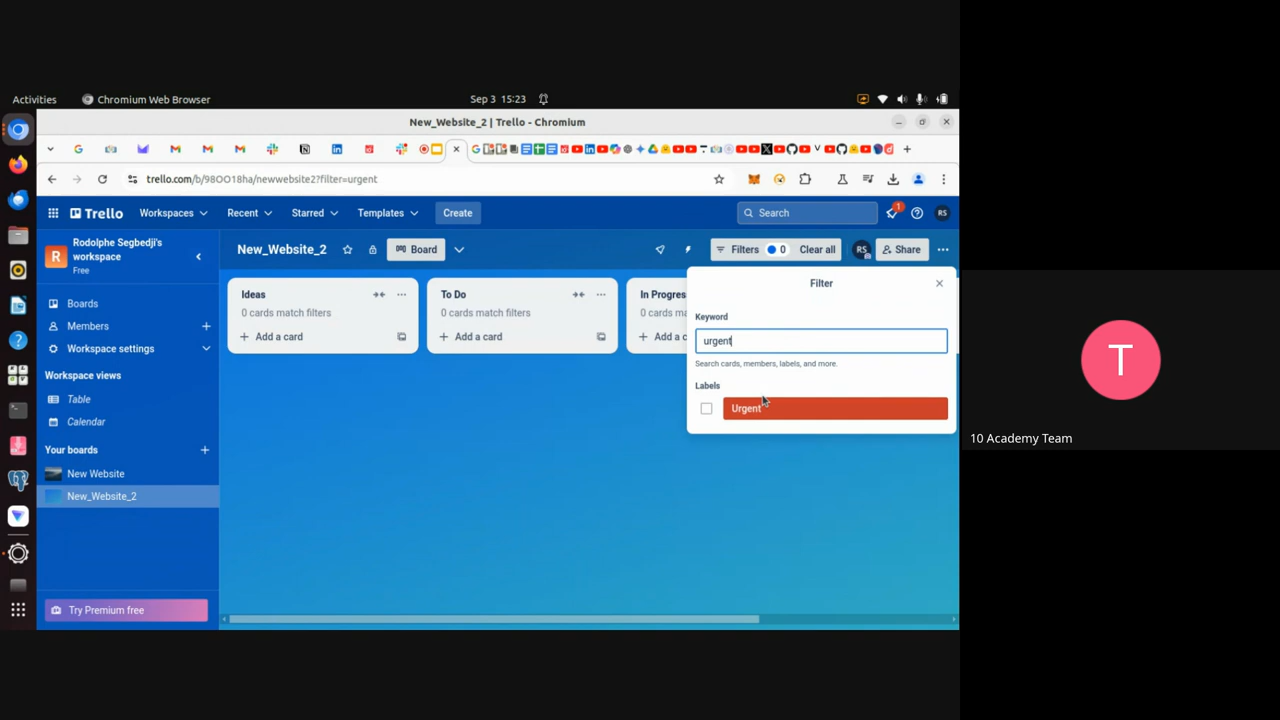 Activities
Chromium Web Browser
Sep 3 15:23
New_Website_2 | Trello - Chromium
trello.com/b/98OO18ha/newwebsite2?filter=urgent
Trello
Workspaces
Recent
Starred
Templates
Create
Search
1
RS
R
Rodolphe Segbedji's
workspace
Free
New_Website_2
Board
Filters
0
Clear all
RS
Share
Boards
Members
Workspace settings
Workspace views
Table
Calendar
Your boards
New Website
New_Website_2
Try Premium free
Ideas
0 cards match filters
Add a card
To Do
0 cards match filters
Add a card
In Progres
0 cards ma
Add a c
Filter
Keyword
urgent
Search cards, members, labels, and more.
Labels
Urgent
T
10 Academy Team